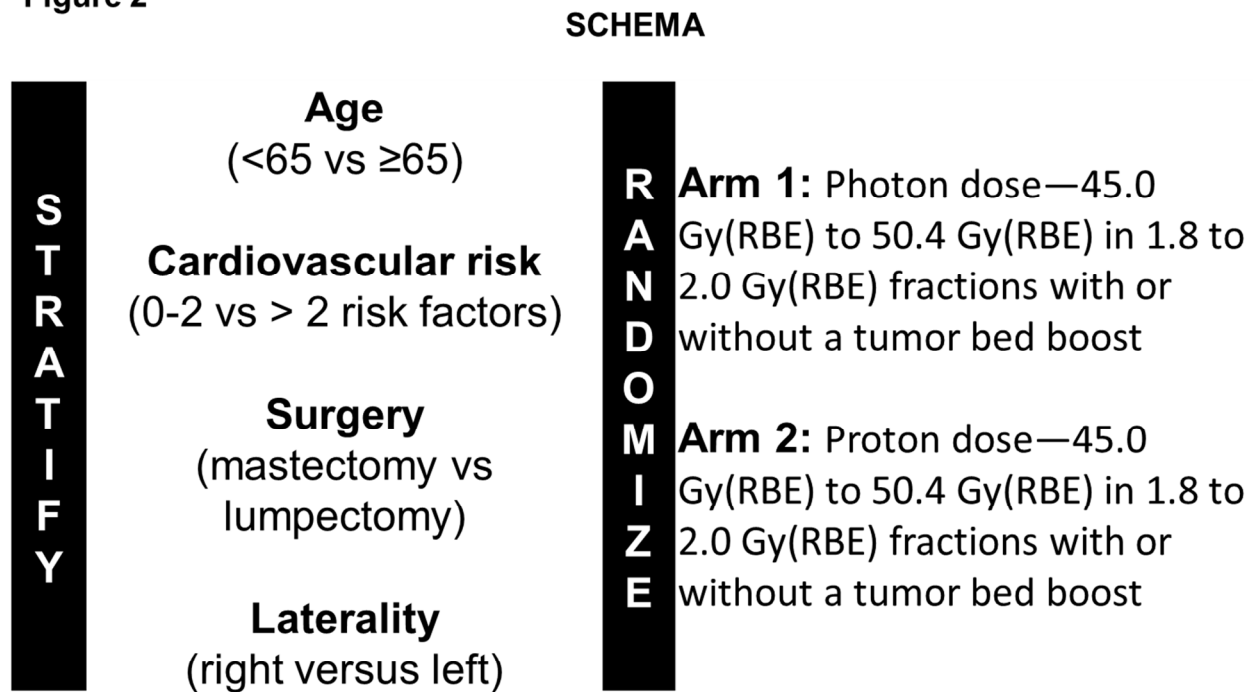 Figure 2
SCHEMA
STRATIFY
Age
(<65 vs ≥65)
Cardiovascular risk
(0-2 vs > 2 risk factors)
Surgery
(mastectomy vs
lumpectomy)
Laterality
(right versus left)
RANDOMIZE
Arm 1: Photon dose—45.0
Gy(RBE) to 50.4 Gy(RBE) in 1.8 to
2.0 Gy(RBE) fractions with or
without a tumor bed boost
Arm 2: Proton dose—45.0
Gy(RBE) to 50.4 Gy(RBE) in 1.8 to
2.0 Gy(RBE) fractions with or
without a tumor bed boost